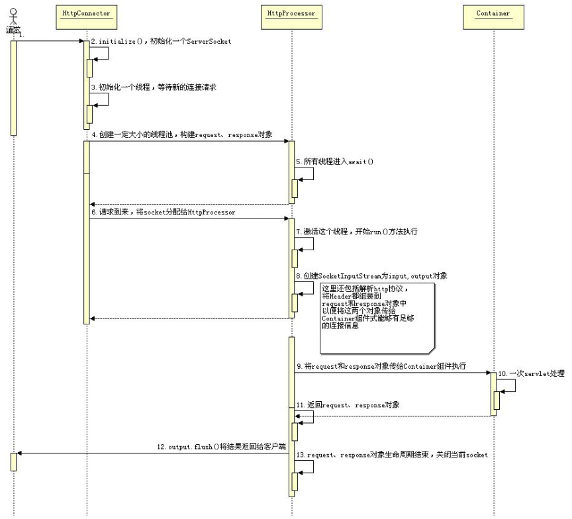 HttpConnector
HttpProcessor
Container
请求
1.
2.initialize()，初始化一个ServerSocket
3.初始化一个线程，等待新的连接请求
4.创建一定大小的线程池，构建request、response对象
5.所有线程进入await()
6.请求到来，将socket分配给HttpProcessor
7.激活这个线程，开始run()方法执行
8.创建SocketInputStream为input,output对象
这里还包括解析http协议，
将Header都组装到
request和response对象中
以便将这两个对象传给
Container组件式能够有足够
的连接信息
9.将request和response对象传给Container组件执行
10.一次servlet处理
11.返回request、response对象
12.output.flush()将结果返回给客户端
13.request、response对象生命周期结束，关闭当前socket